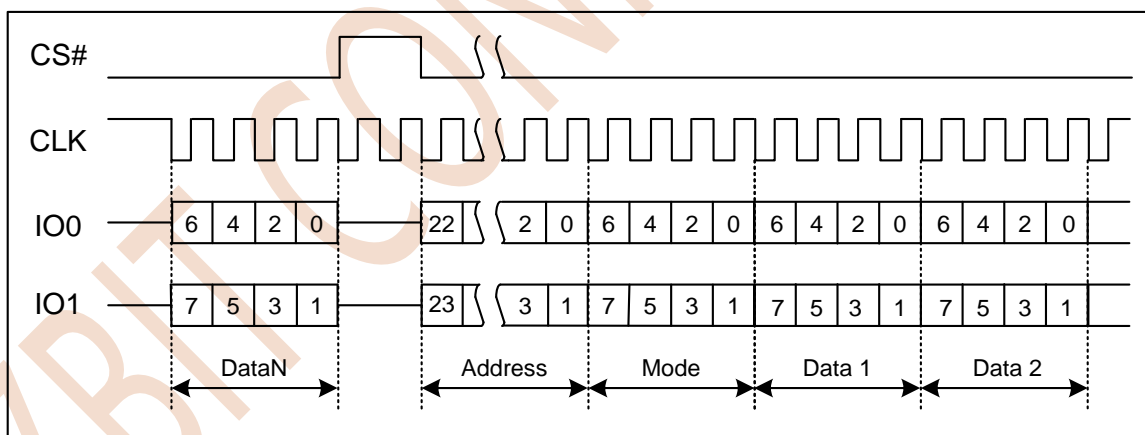 CS#
CLK
IO0 6 4 2 0 22 2 0 6 4 2 0 6 4 2 0 6 4 2 0
IO1 7 5 3 1 23 3 1 7 5 3 1 7 5 3 1 7 5 3 1
DataN Address Mode Data 1 Data 2